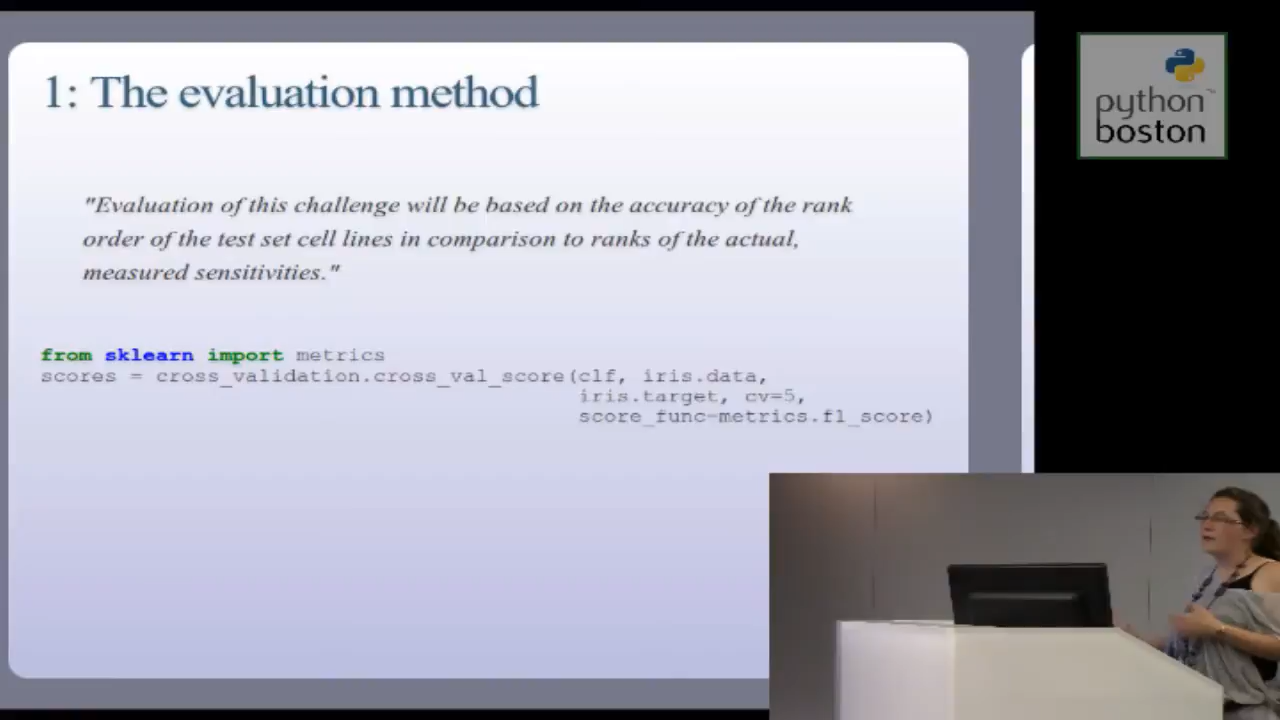 1: The evaluation method
"Evaluation of this challenge will be based on the accuracy of the rank
order of the test set cell lines in comparison to ranks of the actual,
measured sensitivities."
from sklearn import metrics
scores = cross_validation.cross_val_score(clf, iris.data,
iris.target, cv=5,
score_func=metrics.f1_score)
python™
boston